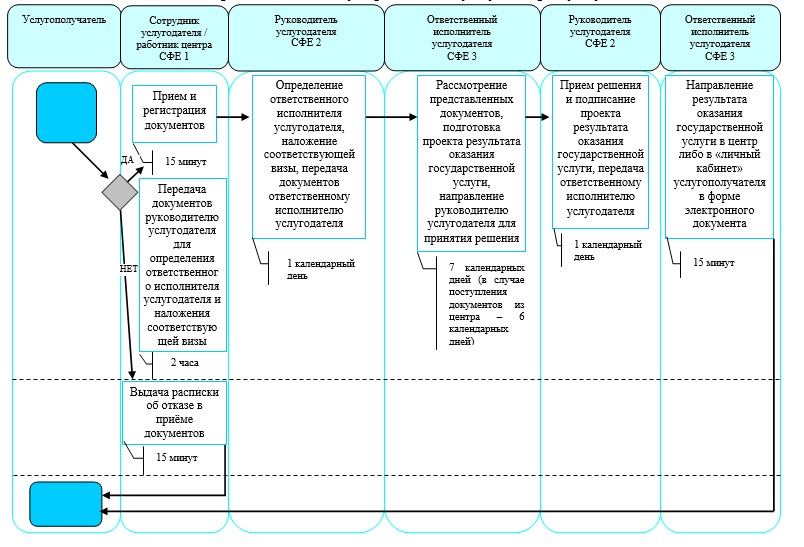 Услугополучатель
Сотрудник
услугодателя /
работник центра
СФЕ 1
Руководитель
услугодателя
СФЕ 2
Ответственный
исполнитель
услугодателя
СФЕ 3
Руководитель
услугодателя
СФЕ 2
Ответственный
исполнитель
услугодателя
СФЕ 3
Прием и
регистрация
документов
ДА
15 минут
Передача
документов
руководителю
услугодателя
для
определения
ответственног
о исполнителя
услугодателя и
наложения
соответствую
щей визы
НЕТ
2 часа
Выдача расписки
об отказе в
приёме
документов
15 минут
Определение
ответственного
исполнителя
услугодателя,
наложение
соответствующей
визы, передача
документов
ответственному
исполнителю
услугодателя
1 календарный
день
Рассмотрение
представленных
документов,
подготовка
проекта результата
оказания
государственной
услуги,
направление
руководителю
услугодателя для
принятия решения
7 календарных
дней (в случае
поступления
документов из
центра – 6
календарных
дней)
Прием решения
и подписание
проекта
результата
оказания
государственной
услуги, передача
ответственному
исполнителю
услугодателя
1 календарный
день
Направление
результата
оказания
государственной
услуги в центр
либо в «личный
кабинет»
услугополучателя
в форме
электронного
документа
15 минут